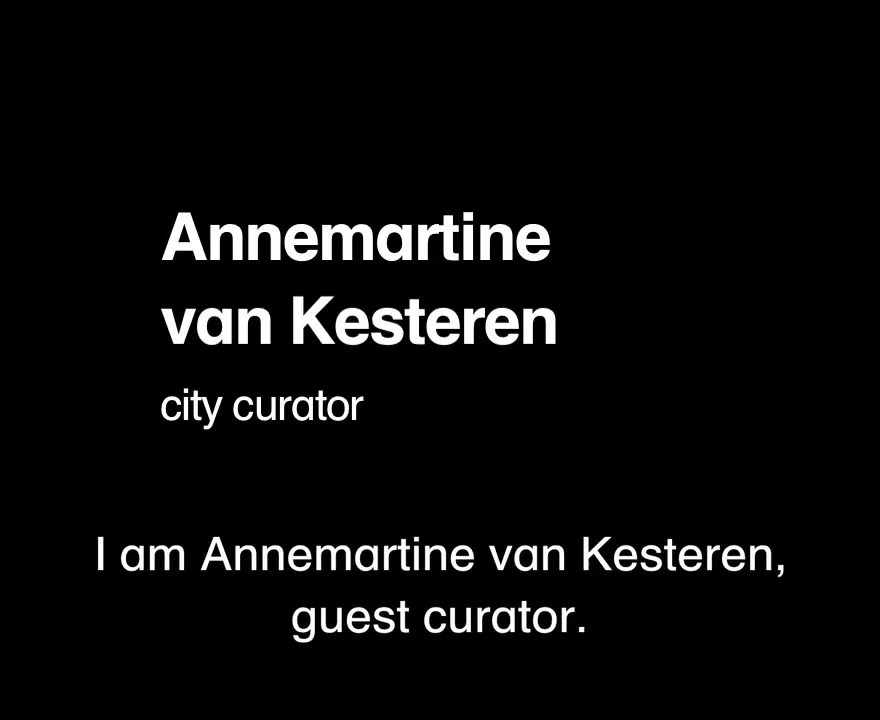 Annemartine
van Kesteren
city curator
I am Annemartine van Kesteren,
guest curator.